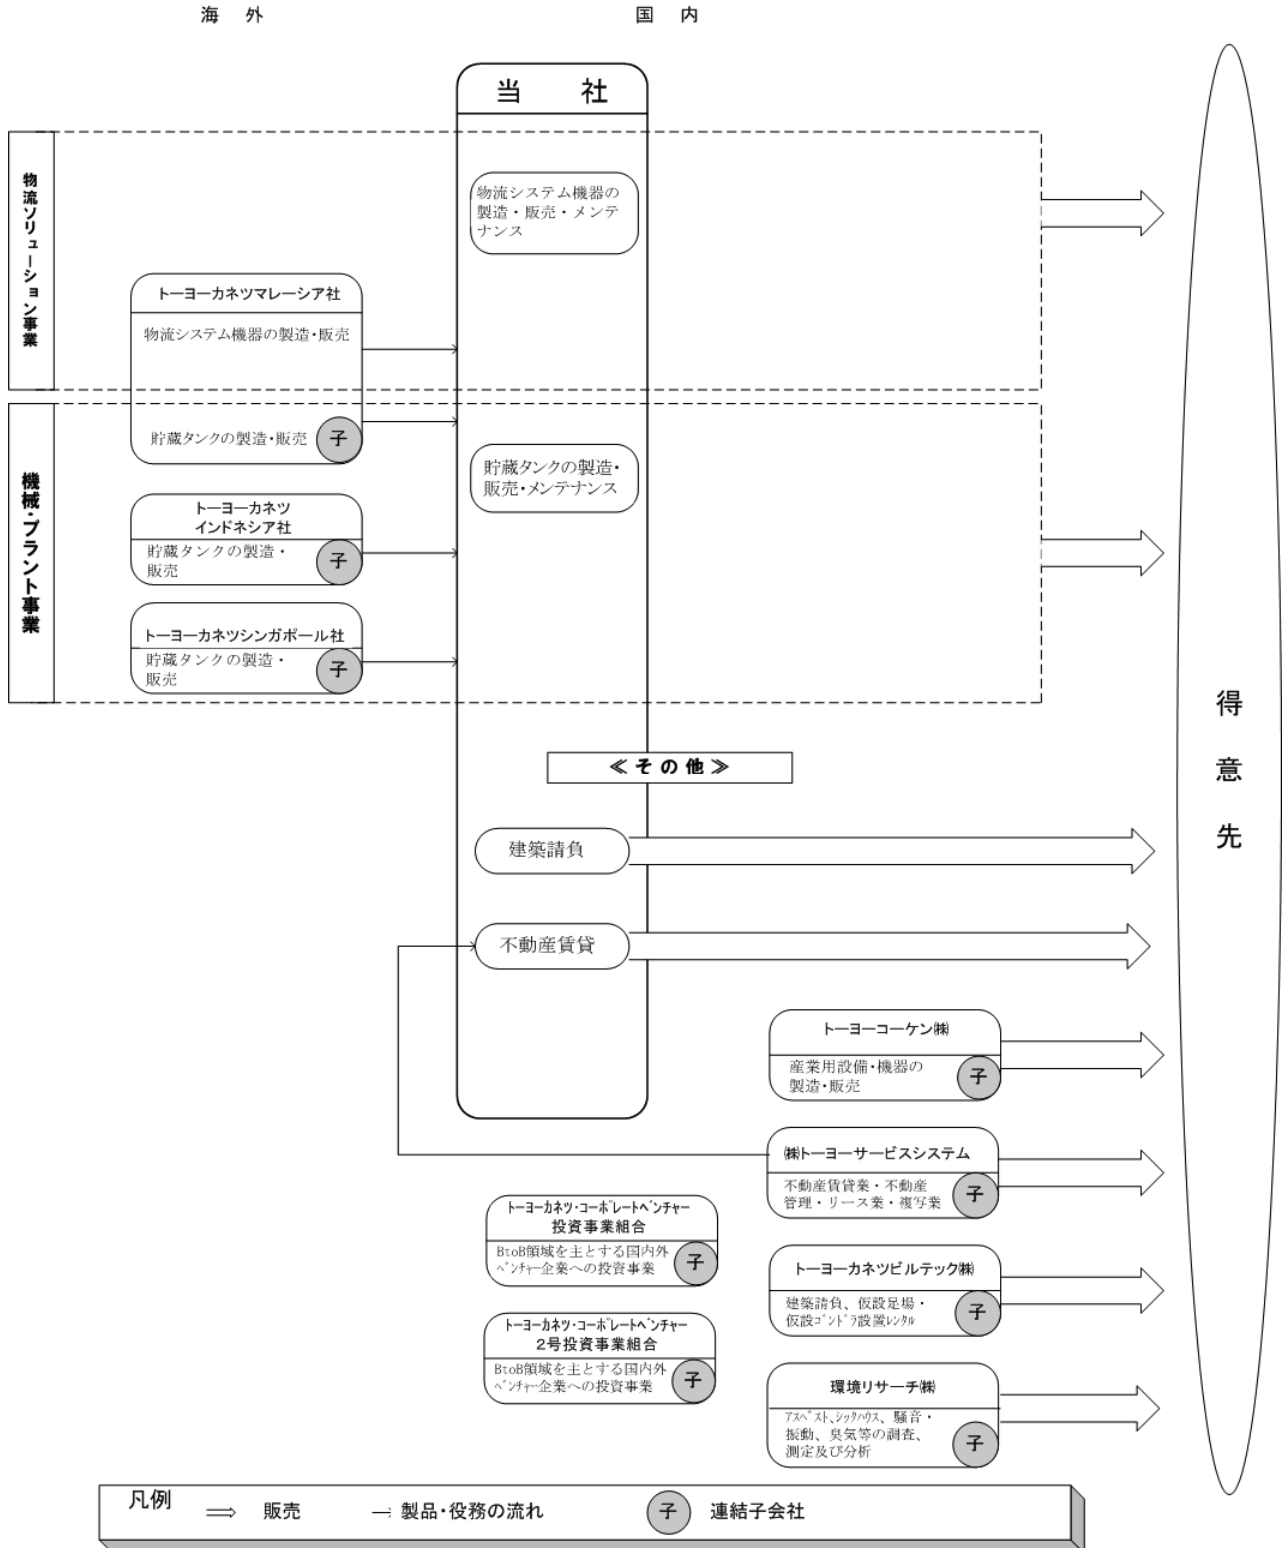 海 外
国 内
当 社
物流ソリューション事業
物流システム機器の
製造・販売・メンテ
ナンス
トーヨーカネツマレーシア社
物流システム機器の製造・販売
貯蔵タンクの製造・販売
子
機械・プラント事業
貯蔵タンクの製造・
販売・メンテナンス
トーヨーカネツ
インドネシア社
貯蔵タンクの製造・
販売
子
トーヨーカネツシンガポール社
貯蔵タンクの製造・
販売
子
≪その他≫
建築請負
不動産賃貸
得意先
トーヨーコーケン㈱
産業用設備・機器の
製造・販売
子
㈱トーヨーサービスシステム
不動産賃貸業・不動産
管理・リース業・複写業
子
トーヨーカネツ・コーポレートベンチャー
投資事業組合
BtoB領域を主とする国内外
ベンチャー企業への投資事業
子
トーヨーカネツビルテック㈱
建築請負、仮設足場・
仮設ゴンドラ設置レンタル
子
トーヨーカネツ・コーポレートベンチャー
2号投資事業組合
BtoB領域を主とする国内外
ベンチャー企業への投資事業
子
環境リサーチ㈱
アスベスト、シックハウス、騒音・
振動、臭気等の調査、
測定及び分析
子
凡例 ⇒ 販売 → 製品・役務の流れ 子 連結子会社